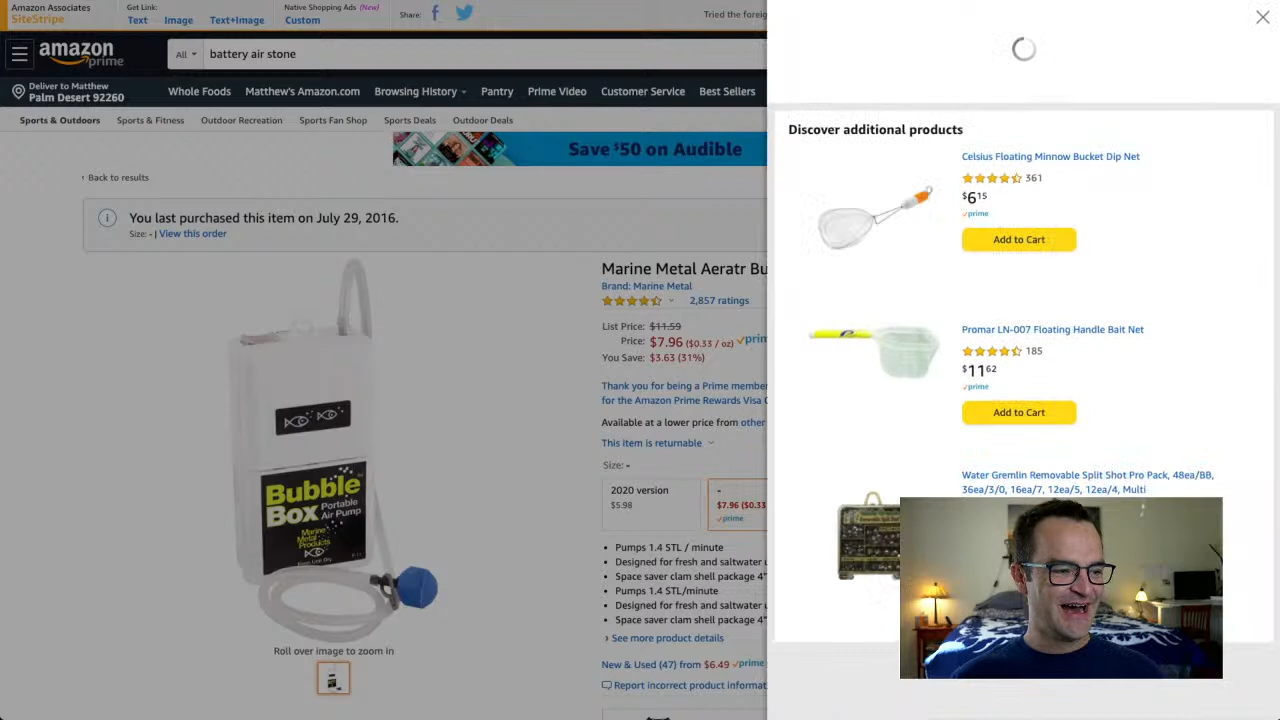 Amazon Associates
SiteStripe
Get Link:
Text Image Text+Image
Native Shopping Ads (New)
Custom
Share:
Tried the foreig
amazon
prime
All
battery air stone
Deliver to Matthew
Palm Desert 92260
Whole Foods Matthew's Amazon.com Browsing History Pantry Prime Video Customer Service Best Sellers
Sports & Outdoors Sports & Fitness Outdoor Recreation Sports Fan Shop Sports Deals Outdoor Deals
Save $50 on Audible
‹ Back to results
You last purchased this item on July 29, 2016.
Size: - | View this order
Bubble
Box Portable
Air Pump
Marine
Metal
Products
Roll over image to zoom in
Marine Metal Aeratr Bu
Brand: Marine Metal
2,857 ratings
List Price: $11.59
Price: $7.96 ($0.33 / oz) prim
You Save: $3.63 (31%)
Thank you for being a Prime membe
for the Amazon Prime Rewards Visa C
Available at a lower price from other
This item is returnable
Size: -
2020 version
$5.98
-
$7.96 ($0.33
prime
• Pumps 1.4 STL / minute
• Designed for fresh and saltwater u
• Space saver clam shell package 4"
• Pumps 1.4 STL/minute
• Designed for fresh and saltwater u
• Space saver clam shell package 4"
› See more product details
New & Used (47) from $6.49 prime
Report incorrect product informat
Discover additional products
Celsius Floating Minnow Bucket Dip Net
361
$615
prime
Add to Cart
Promar LN-007 Floating Handle Bait Net
185
$1162
prime
Add to Cart
Water Gremlin Removable Split Shot Pro Pack, 48ea/BB,
36ea/3/0, 16ea/7, 12ea/5, 12ea/4, Multi